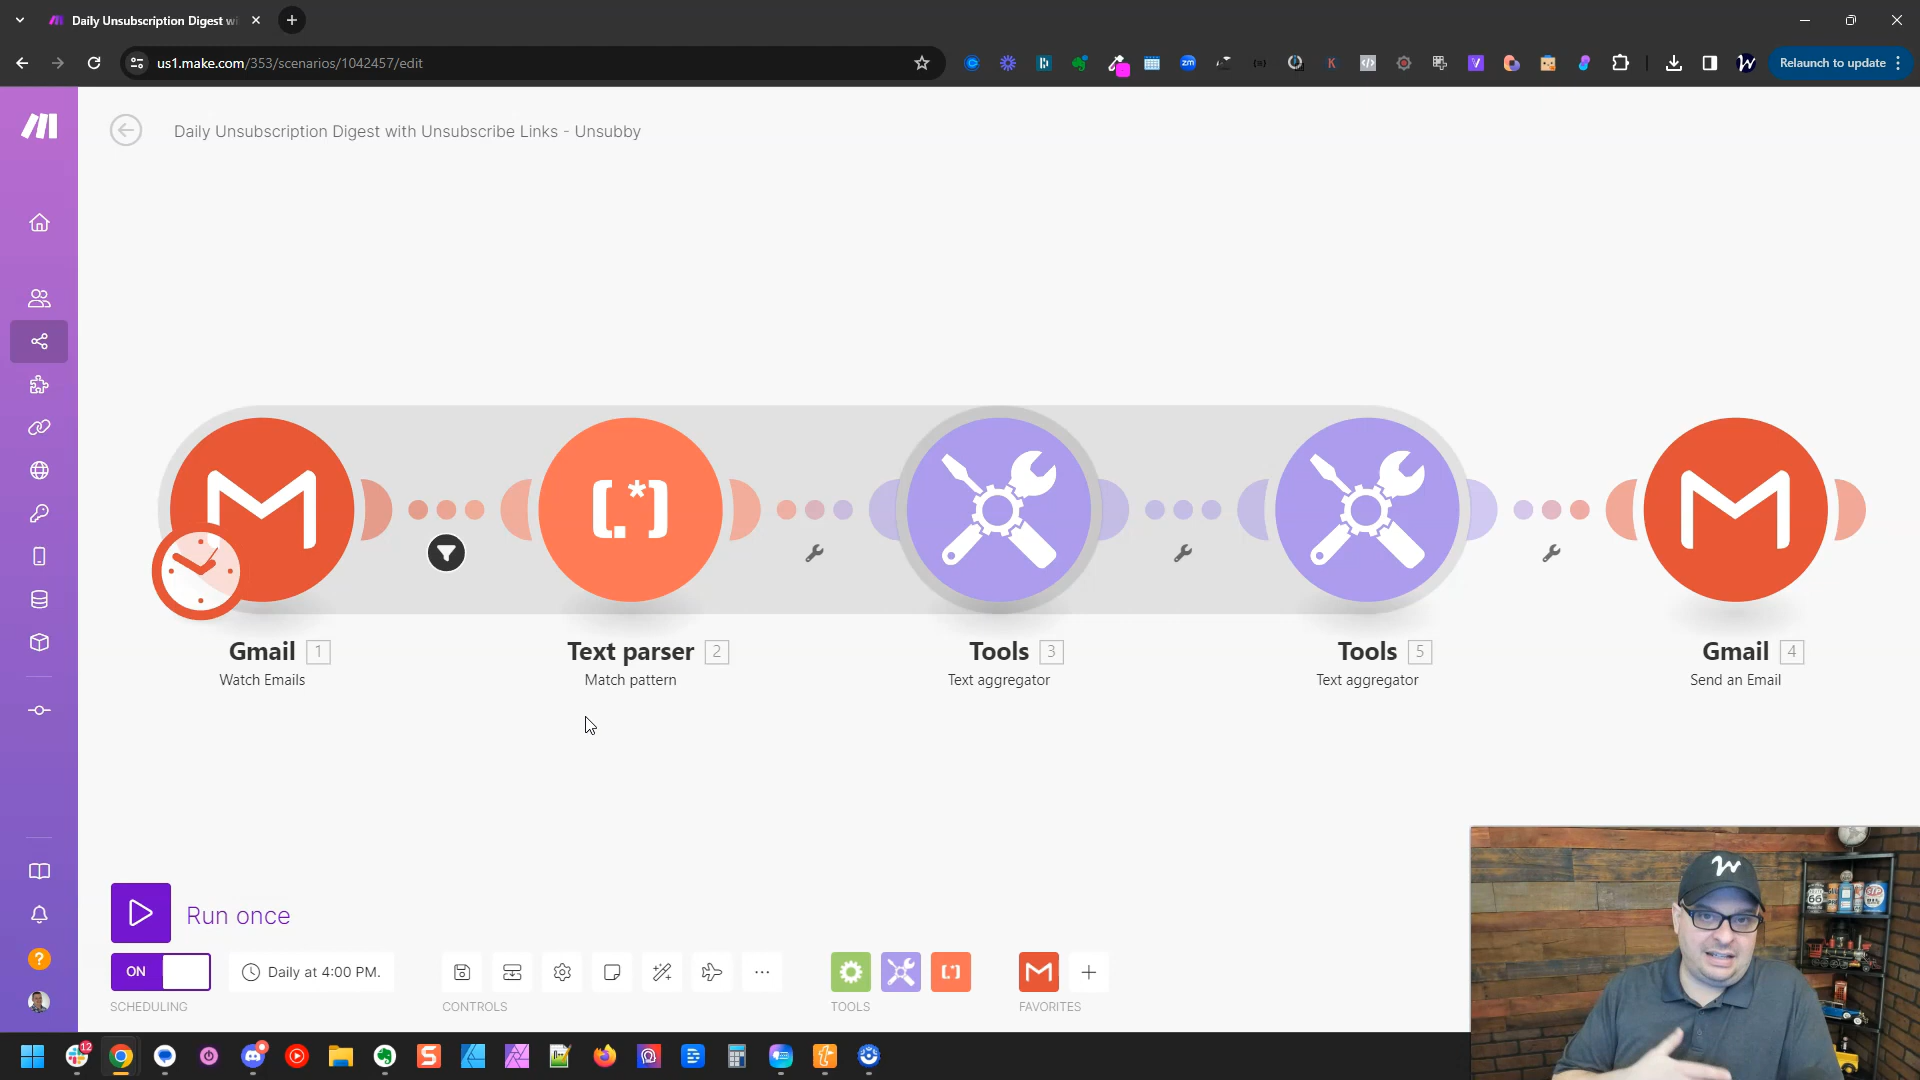 Daily Unsubscription Digest wi
us1.make.com/353/scenarios/1042457/edit
Relaunch to update
Daily Unsubscription Digest with Unsubscribe Links - Unsubby
Gmail 1
Watch Emails
Text parser 2
Match pattern
Tools 3
Text aggregator
Tools 5
Text aggregator
Gmail 4
Send an Email
Run once
ON
Daily at 4:00 PM.
SCHEDULING
CONTROLS
TOOLS
FAVORITES
12